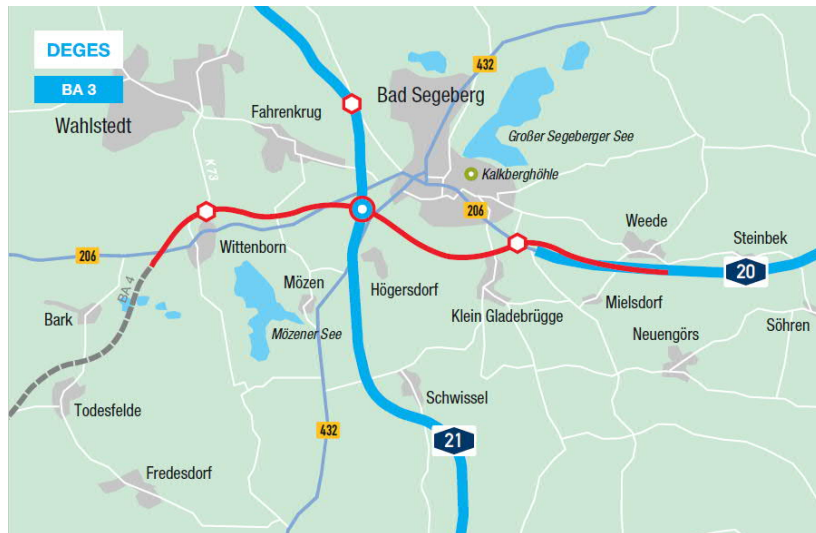 DEGES
BA 3
432
Bad Segeberg
Fahrenkrug
Wahlstedt
Großer Segeberger See
K 73
Kalkberghöhle
206
Weede
Steinbek
206
Wittenborn
20
BA 4
Mözen
Högersdorf
Klein Gladebrügge
Mielsdorf
Bark
Mözener See
Neuengörs
Söhren
Todesfelde
Schwissel
432
21
Fredesdorf